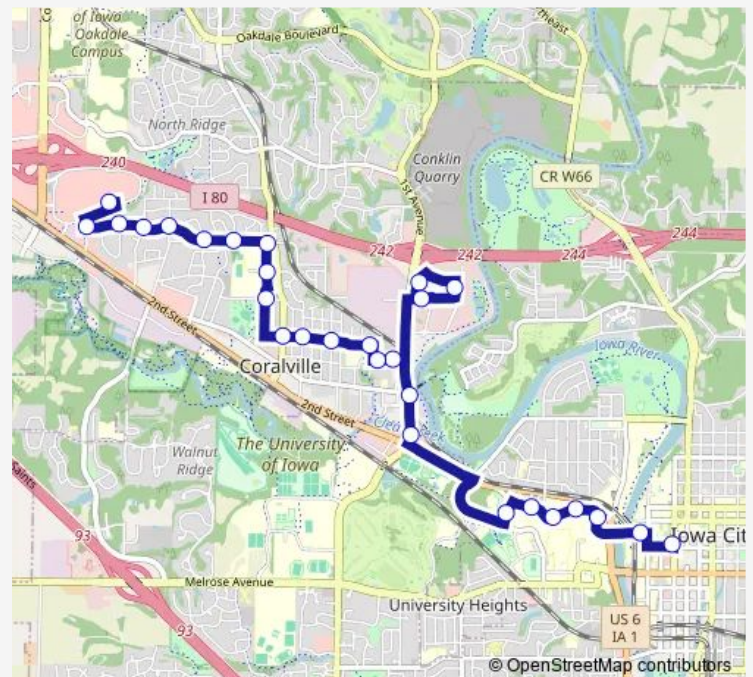 of Iowa
Oakdale
Campus
Oakdale Boulevard
North Ridge
240
I 80
Conklin
Quarry
CR W66
1st Avenue
242
242
244
244
2nd Street
Coralville
Iowa River
2nd Street
The University
of Iowa
Walnut
Ridge
Iowa Cit
93
Melrose Avenue
University Heights
93
US 6
IA 1
© OpenStreetMap contributors